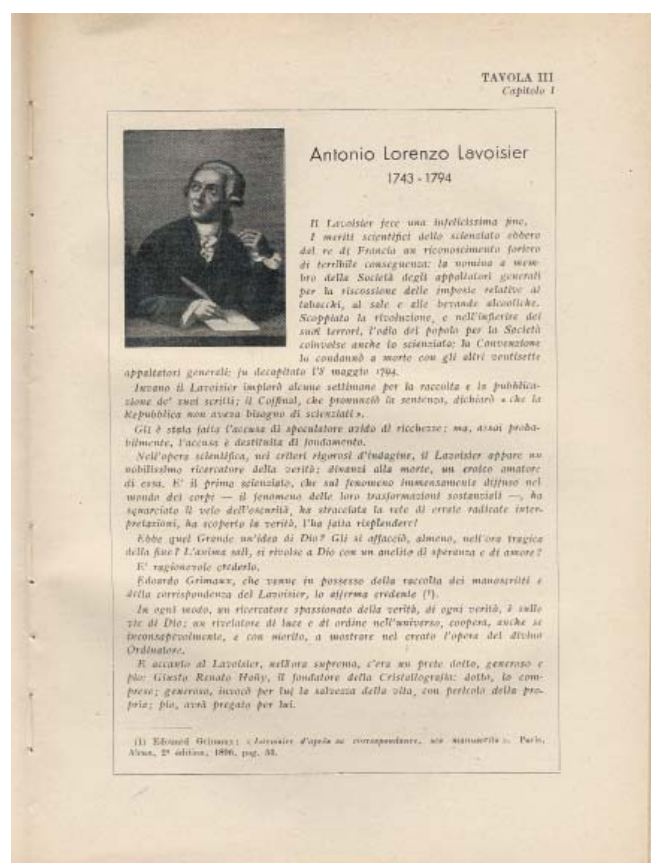 TAVOLA III
Capitolo I
Antonio Lorenzo Lavoisier
1743 - 1794
Il Lavoisier fece una infelicissima fine.
I meriti scientifici dello scienziato ebbero
dal re di Francia un riconoscimento foriero
di terribile conseguenza: la nomina a mem-
bro della Società degli appaltatori generali
per la riscossione delle imposte relative ai
tabacchi, al sale e alle bevande alcooliche.
Scoppiata la rivoluzione, e nell'infierire dei
suoi terrori, l'odio del popolo per la Società
coinvolse anche lo scienziato; la Convenzione
lo condannò a morte con gli altri ventisette
appaltatori generali; fu decapitato l'8 maggio 1794.
Invano il Lavoisier implorò alcune settimane per la raccolta e la pubblica-
zione de' suoi scritti; il Coffinal, che pronunziò la sentenza, dichiarò « che la
Repubblica non aveva bisogno di scienziati ».
Gli è stata fatta l'accusa di speculatore avido di ricchezze; ma, assai proba-
bilmente, l'accusa è destituita di fondamento.
Nell'opera scientifica, nei criteri rigorosi d'indagine, il Lavoisier appare un
nobilissimo ricercatore della verità; dinanzi alla morte, un eroico amatore
di essa. E' il primo scienziato, che sul fenomeno immensamente diffuso nel
mondo dei corpi — il fenomeno delle loro trasformazioni sostanziali —, ha
squarciato il velo dell'oscurità, ha stracciata la rete di errate radicate inter-
pretazioni, ha scoperto la verità, l'ha fatta risplendere!
Ebbe quel Grande un'idea di Dio? Gli si affacciò, almeno, nell'ora tragica
della fine? L'anima salì, si rivolse a Dio con un anelito di speranza e di amore?
E' ragionevole crederlo.
Edoardo Grimaux, che venne in possesso della raccolta dei manoscritti e
della corrispondenza del Lavoisier, lo afferma credente (¹).
In ogni modo, un ricercatore spassionato della verità, di ogni verità, è sulle
vie di Dio; un rivelatore di luce e di ordine nell'universo, coopera, anche se
inconsapevolmente, e con merito, a mostrare nel creato l'opera del divino
Ordinatore.
E accanto al Lavoisier, nell'ora suprema, c'era un prete dotto, generoso e
pio: Giusto Renato Haüy, il fondatore della Cristallografia: dotto, lo com-
prese; generoso, invocò per lui la salvezza della vita, con pericolo della pro-
pria; pio, avrà pregato per lui.
(1) Edouard Grimaux: « Lavoisier d'après sa correspondance, ses manuscrits ». Paris,
Alcan, 2ª édition, 1896, pag. 53.